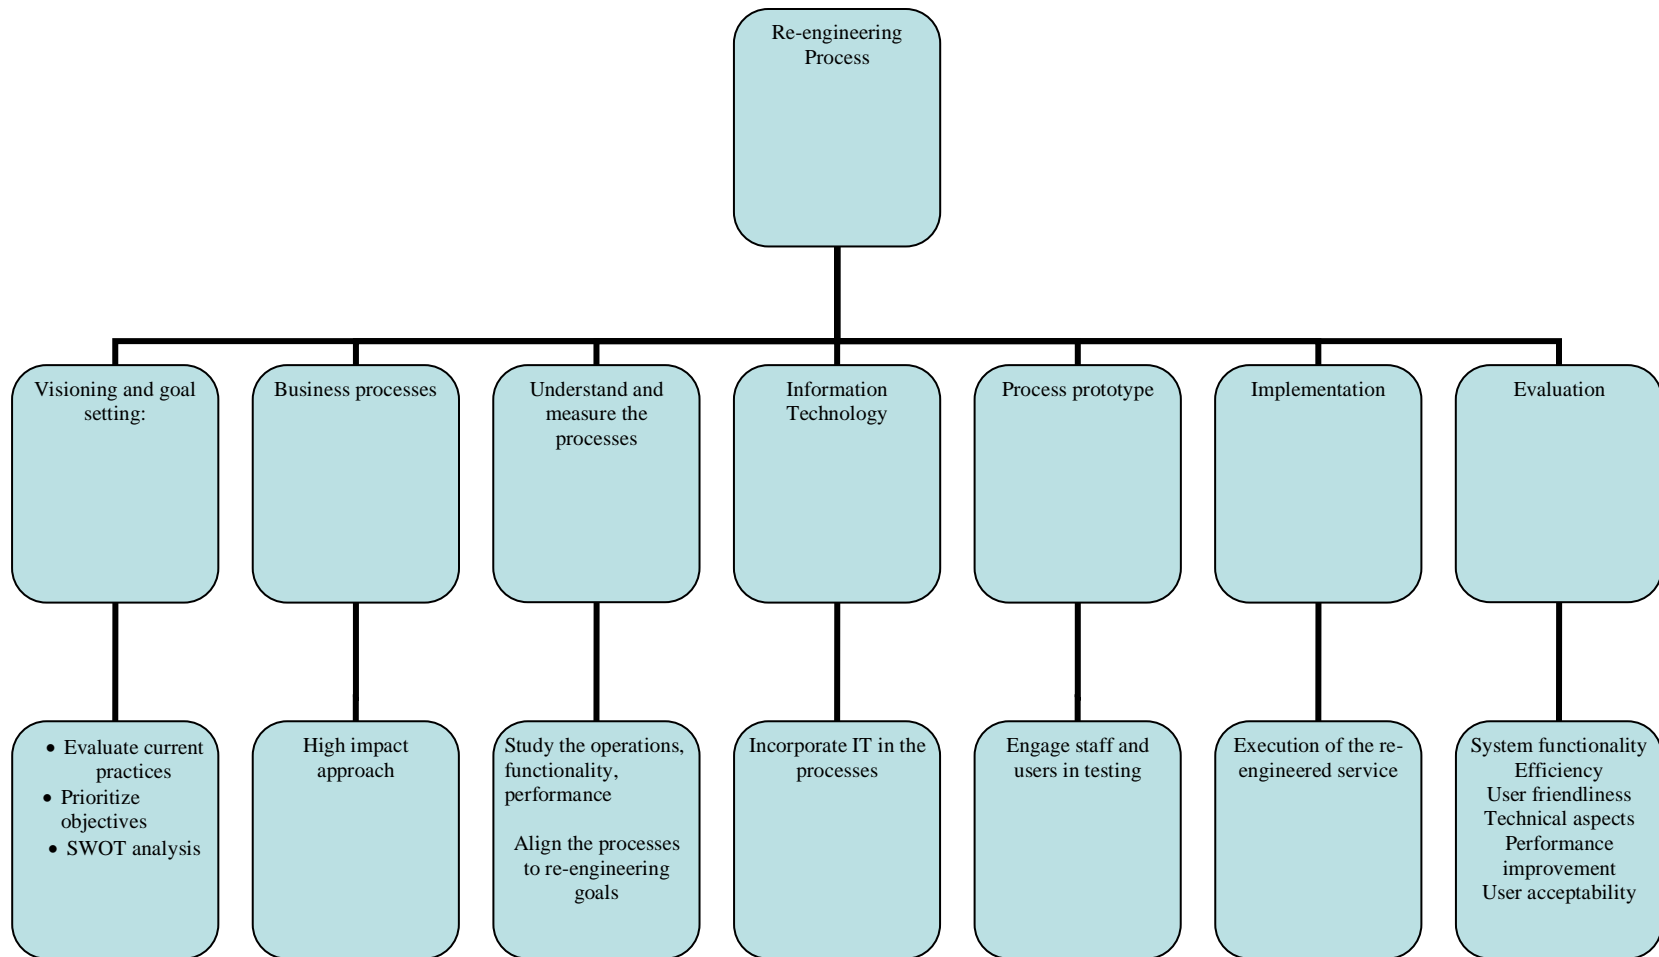 Re-engineering
Process
Visioning and goal
setting:
Business processes
Understand and
measure the
processes
Information
Technology
Process prototype
Implementation
Evaluation
• Evaluate current
practices
• Prioritize
objectives
• SWOT analysis
High impact
approach
Study the operations,
functionality,
performance
Align the processes
to re-engineering
goals
Incorporate IT in the
processes
Engage staff and
users in testing
Execution of the re-
engineered service
System functionality
Efficiency
User friendliness
Technical aspects
Performance
improvement
User acceptability